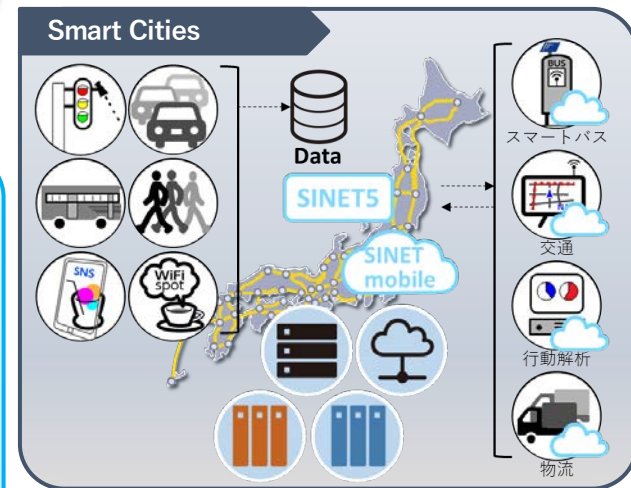 Smart Cities
SNS
WiFi
spot
Data
SINET5
SINET
mobile
BUS
スマートバス
交通
行動解析
物流